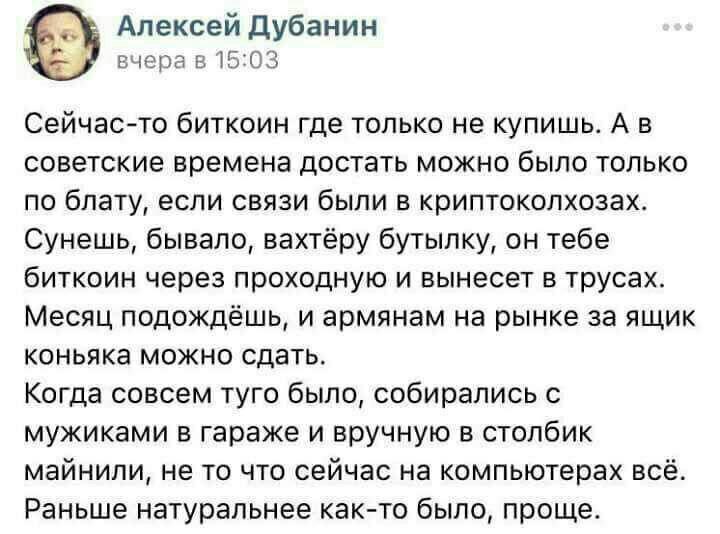 Алексей Дубанин
вчера в 15:03
Сейчас-то биткоин где только не купишь. А в
советские времена достать можно было только
по блату, если связи были в криптоколхозах.
Сунешь, бывало, вахтёру бутылку, он тебе
биткоин через проходную и вынесет в трусах.
Месяц подождёшь, и армянам на рынке за ящик
коньяка можно сдать.
Когда совсем туго было, собирались с
мужиками в гараже и вручную в столбик
майнили, не то что сейчас на компьютерах всё.
Раньше натуральнее как-то было, проще.